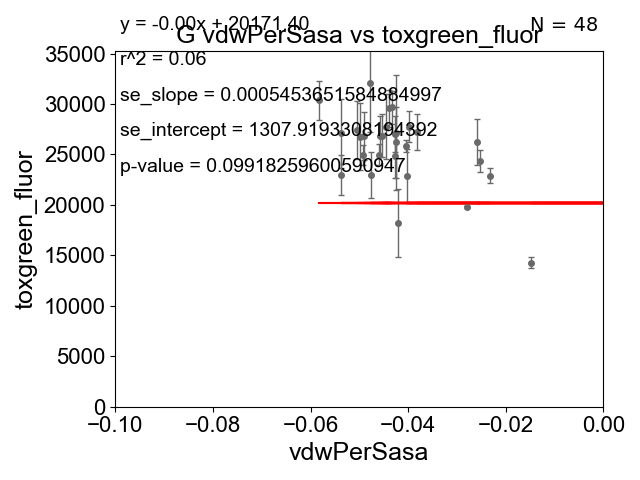 y = -0.00x + 20171.40
N = 48
G vdwPerSasa vs toxgreen_fluor
r^2 = 0.06
se_slope = 0.0005453651584884997
se_intercept = 1307.9193308194392
p-value = 0.09918259600590947
35000
30000
25000
20000
15000
10000
5000
0
toxgreen_fluor
−0.10
−0.08
−0.06
−0.04
−0.02
0.00
vdwPerSasa